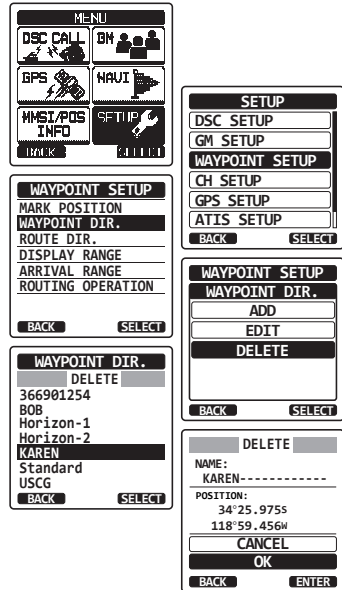 MENU
DSC CALL
GM
GPS
NAVI
MMSI/POS
INFO
SETUP
BACK
SELECT
SETUP
DSC SETUP
GM SETUP
WAYPOINT SETUP
CH SETUP
GPS SETUP
ATIS SETUP
BACK SELECT
WAYPOINT SETUP
MARK POSITION
WAYPOINT DIR.
ROUTE DIR.
DISPLAY RANGE
ARRIVAL RANGE
ROUTING OPERATION
BACK SELECT
WAYPOINT SETUP
WAYPOINT DIR.
ADD
EDIT
DELETE
BACK SELECT
WAYPOINT DIR.
DELETE
366901254
BOB
Horizon-1
Horizon-2
KAREN
Standard
USCG
BACK SELECT
DELETE
NAME:
KAREN------------
POSITION:
34°25.975S
118°59.456W
CANCEL
OK
BACK ENTER